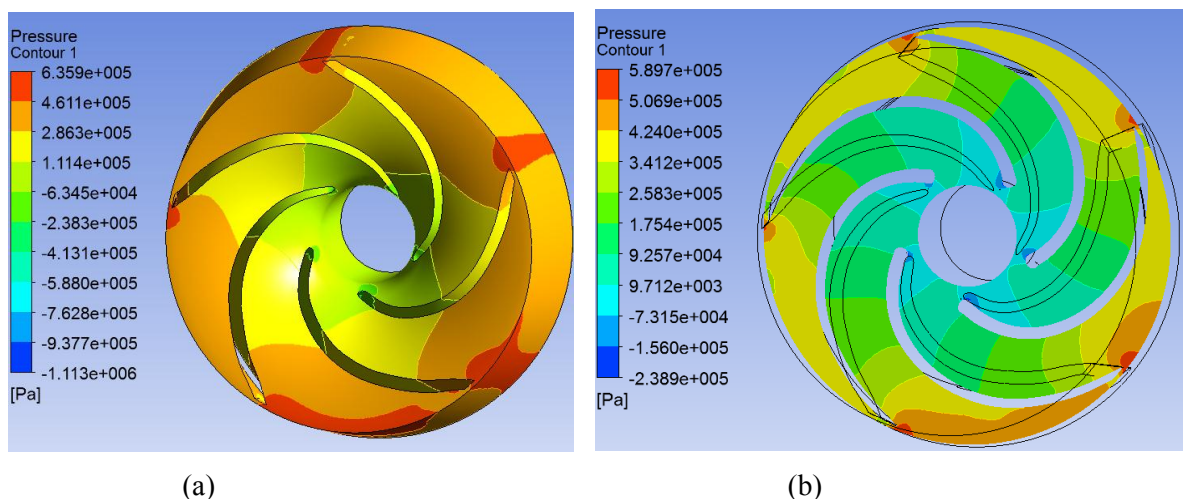 Pressure
Contour 1
6.359e+005
4.611e+005
2.863e+005
1.114e+005
-6.345e+004
-2.383e+005
-4.131e+005
-5.880e+005
-7.628e+005
-9.377e+005
-1.113e+006
[Pa]
(a)
Pressure
Contour 1
5.897e+005
5.069e+005
4.240e+005
3.412e+005
2.583e+005
1.754e+005
9.257e+004
9.712e+003
-7.315e+004
-1.560e+005
-2.389e+005
[Pa]
(b)